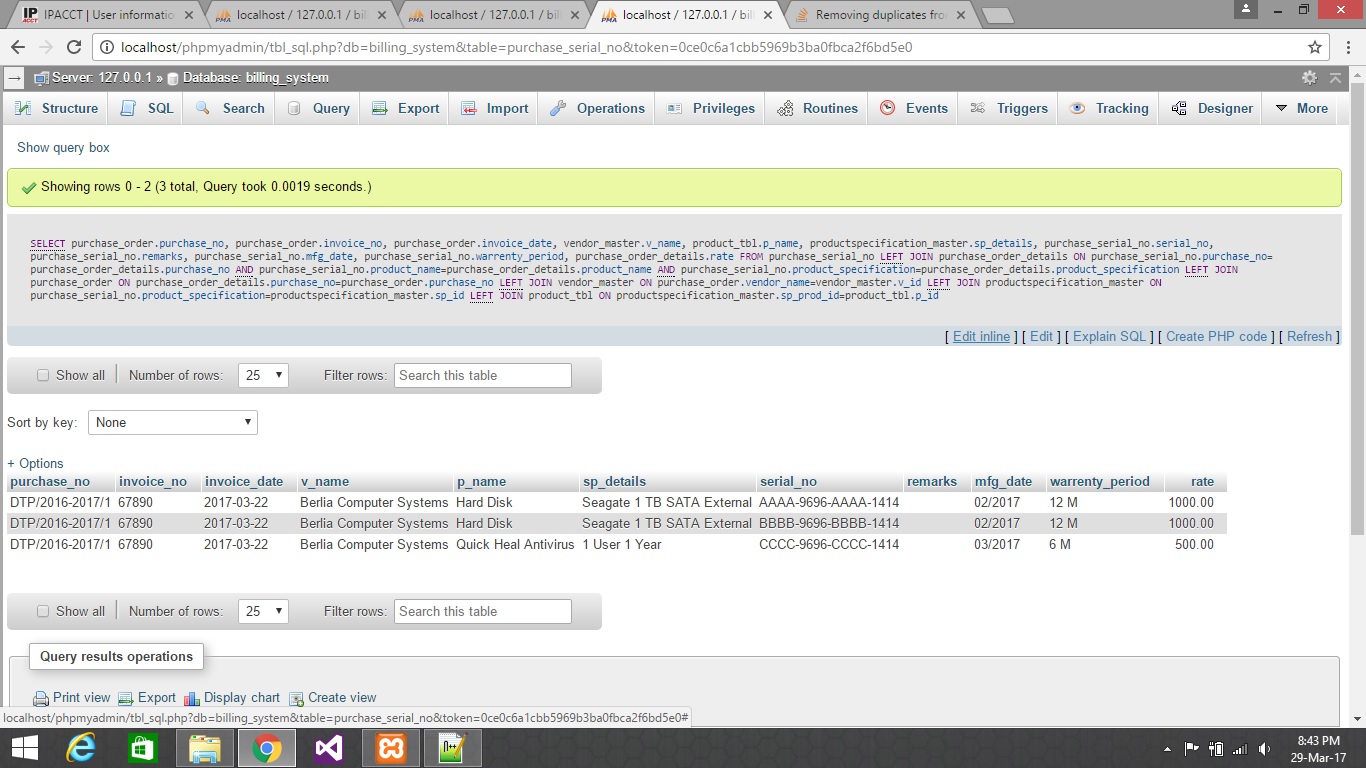 IPACCT | User informatio
localhost / 127.0.0.1 / bil
localhost / 127.0.0.1 / bil
localhost / 127.0.0.1 / bil
Removing duplicates fro
localhost/phpmyadmin/tbl_sql.php?db=billing_system&table=purchase_serial_no&token=0ce0c6a1cbb5969b3ba0fbca2f6bd5e0
Server: 127.0.0.1 » Database: billing_system
Structure SQL Search Query Export Import Operations Privileges Routines Events Triggers Tracking Designer More
Show query box
Showing rows 0 - 2 (3 total, Query took 0.0019 seconds.)
SELECT purchase_order.purchase_no, purchase_order.invoice_no, purchase_order.invoice_date, vendor_master.v_name, product_tbl.p_name, productspecification_master.sp_details, purchase_serial_no.serial_no,
purchase_serial_no.remarks, purchase_serial_no.mfg_date, purchase_serial_no.warrenty_period, purchase_order_details.rate FROM purchase_serial_no LEFT JOIN purchase_order_details ON purchase_serial_no.purchase_no=
purchase_order_details.purchase_no AND purchase_serial_no.product_name=purchase_order_details.product_name AND purchase_serial_no.product_specification=purchase_order_details.product_specification LEFT JOIN
purchase_order ON purchase_order_details.purchase_no=purchase_order.purchase_no LEFT JOIN vendor_master ON purchase_order.vendor_name=vendor_master.v_id LEFT JOIN productspecification_master ON
purchase_serial_no.product_specification=productspecification_master.sp_id LEFT JOIN product_tbl ON productspecification_master.sp_prod_id=product_tbl.p_id
[ Edit inline ] [ Edit ] [ Explain SQL ] [ Create PHP code ] [ Refresh ]
Show all Number of rows: 25 Filter rows: Search this table
Sort by key: None
+ Options
purchase_no invoice_no invoice_date v_name p_name sp_details serial_no remarks mfg_date warrenty_period rate
DTP/2016-2017/1 67890 2017-03-22 Berlia Computer Systems Hard Disk Seagate 1 TB SATA External AAAA-9696-AAAA-1414 02/2017 12 M 1000.00
DTP/2016-2017/1 67890 2017-03-22 Berlia Computer Systems Hard Disk Seagate 1 TB SATA External BBBB-9696-BBBB-1414 02/2017 12 M 1000.00
DTP/2016-2017/1 67890 2017-03-22 Berlia Computer Systems Quick Heal Antivirus 1 User 1 Year CCCC-9696-CCCC-1414 03/2017 6 M 500.00
Show all Number of rows: 25 Filter rows: Search this table
Query results operations
Print view Export Display chart Create view
localhost/phpmyadmin/tbl_sql.php?db=billing_system&table=purchase_serial_no&token=0ce0c6a1cbb5969b3ba0fbca2f6bd5e0#
8:43 PM
29-Mar-17